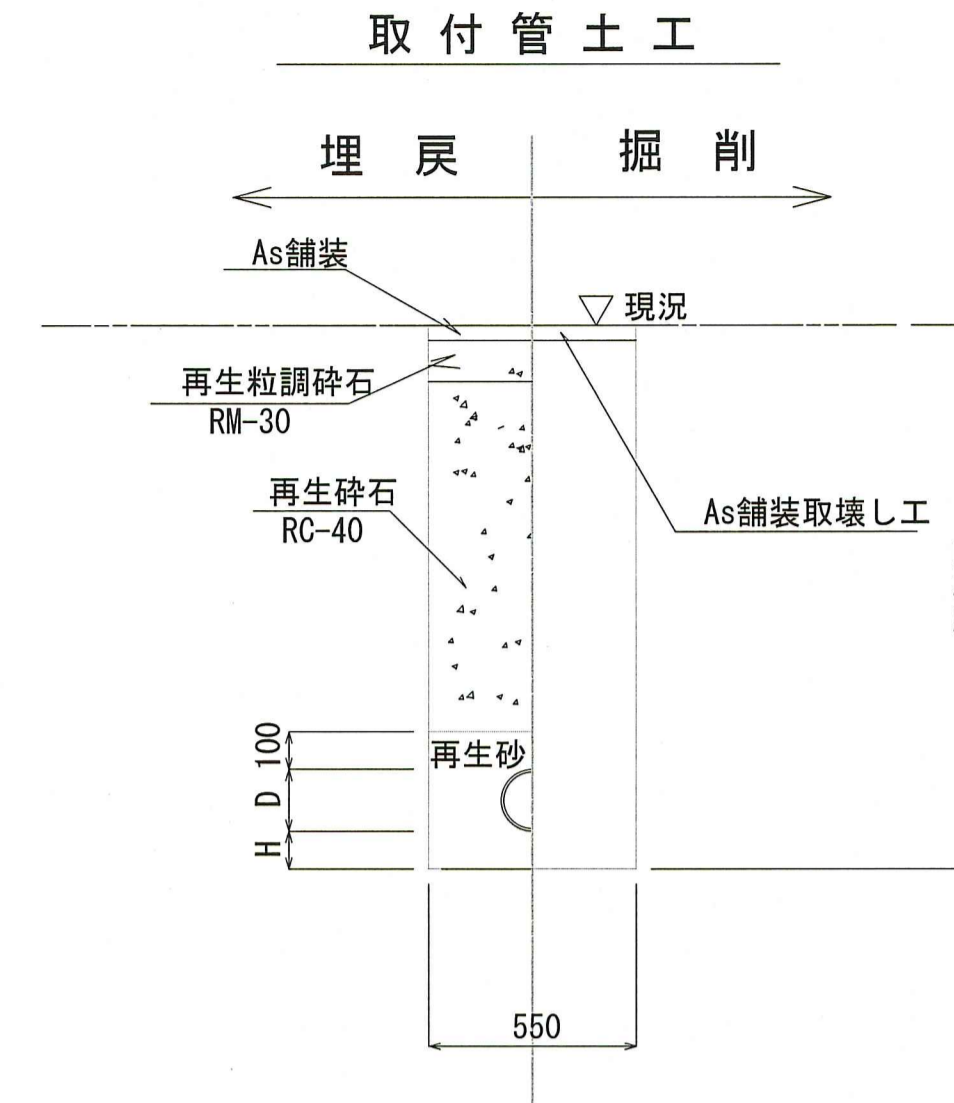 取付管土工
埋戻
掘削
As舗装
現況
再生粒調砕石
RM-30
再生砕石
RC-40
As舗装取壊し工
再生砂
100
D
H
550